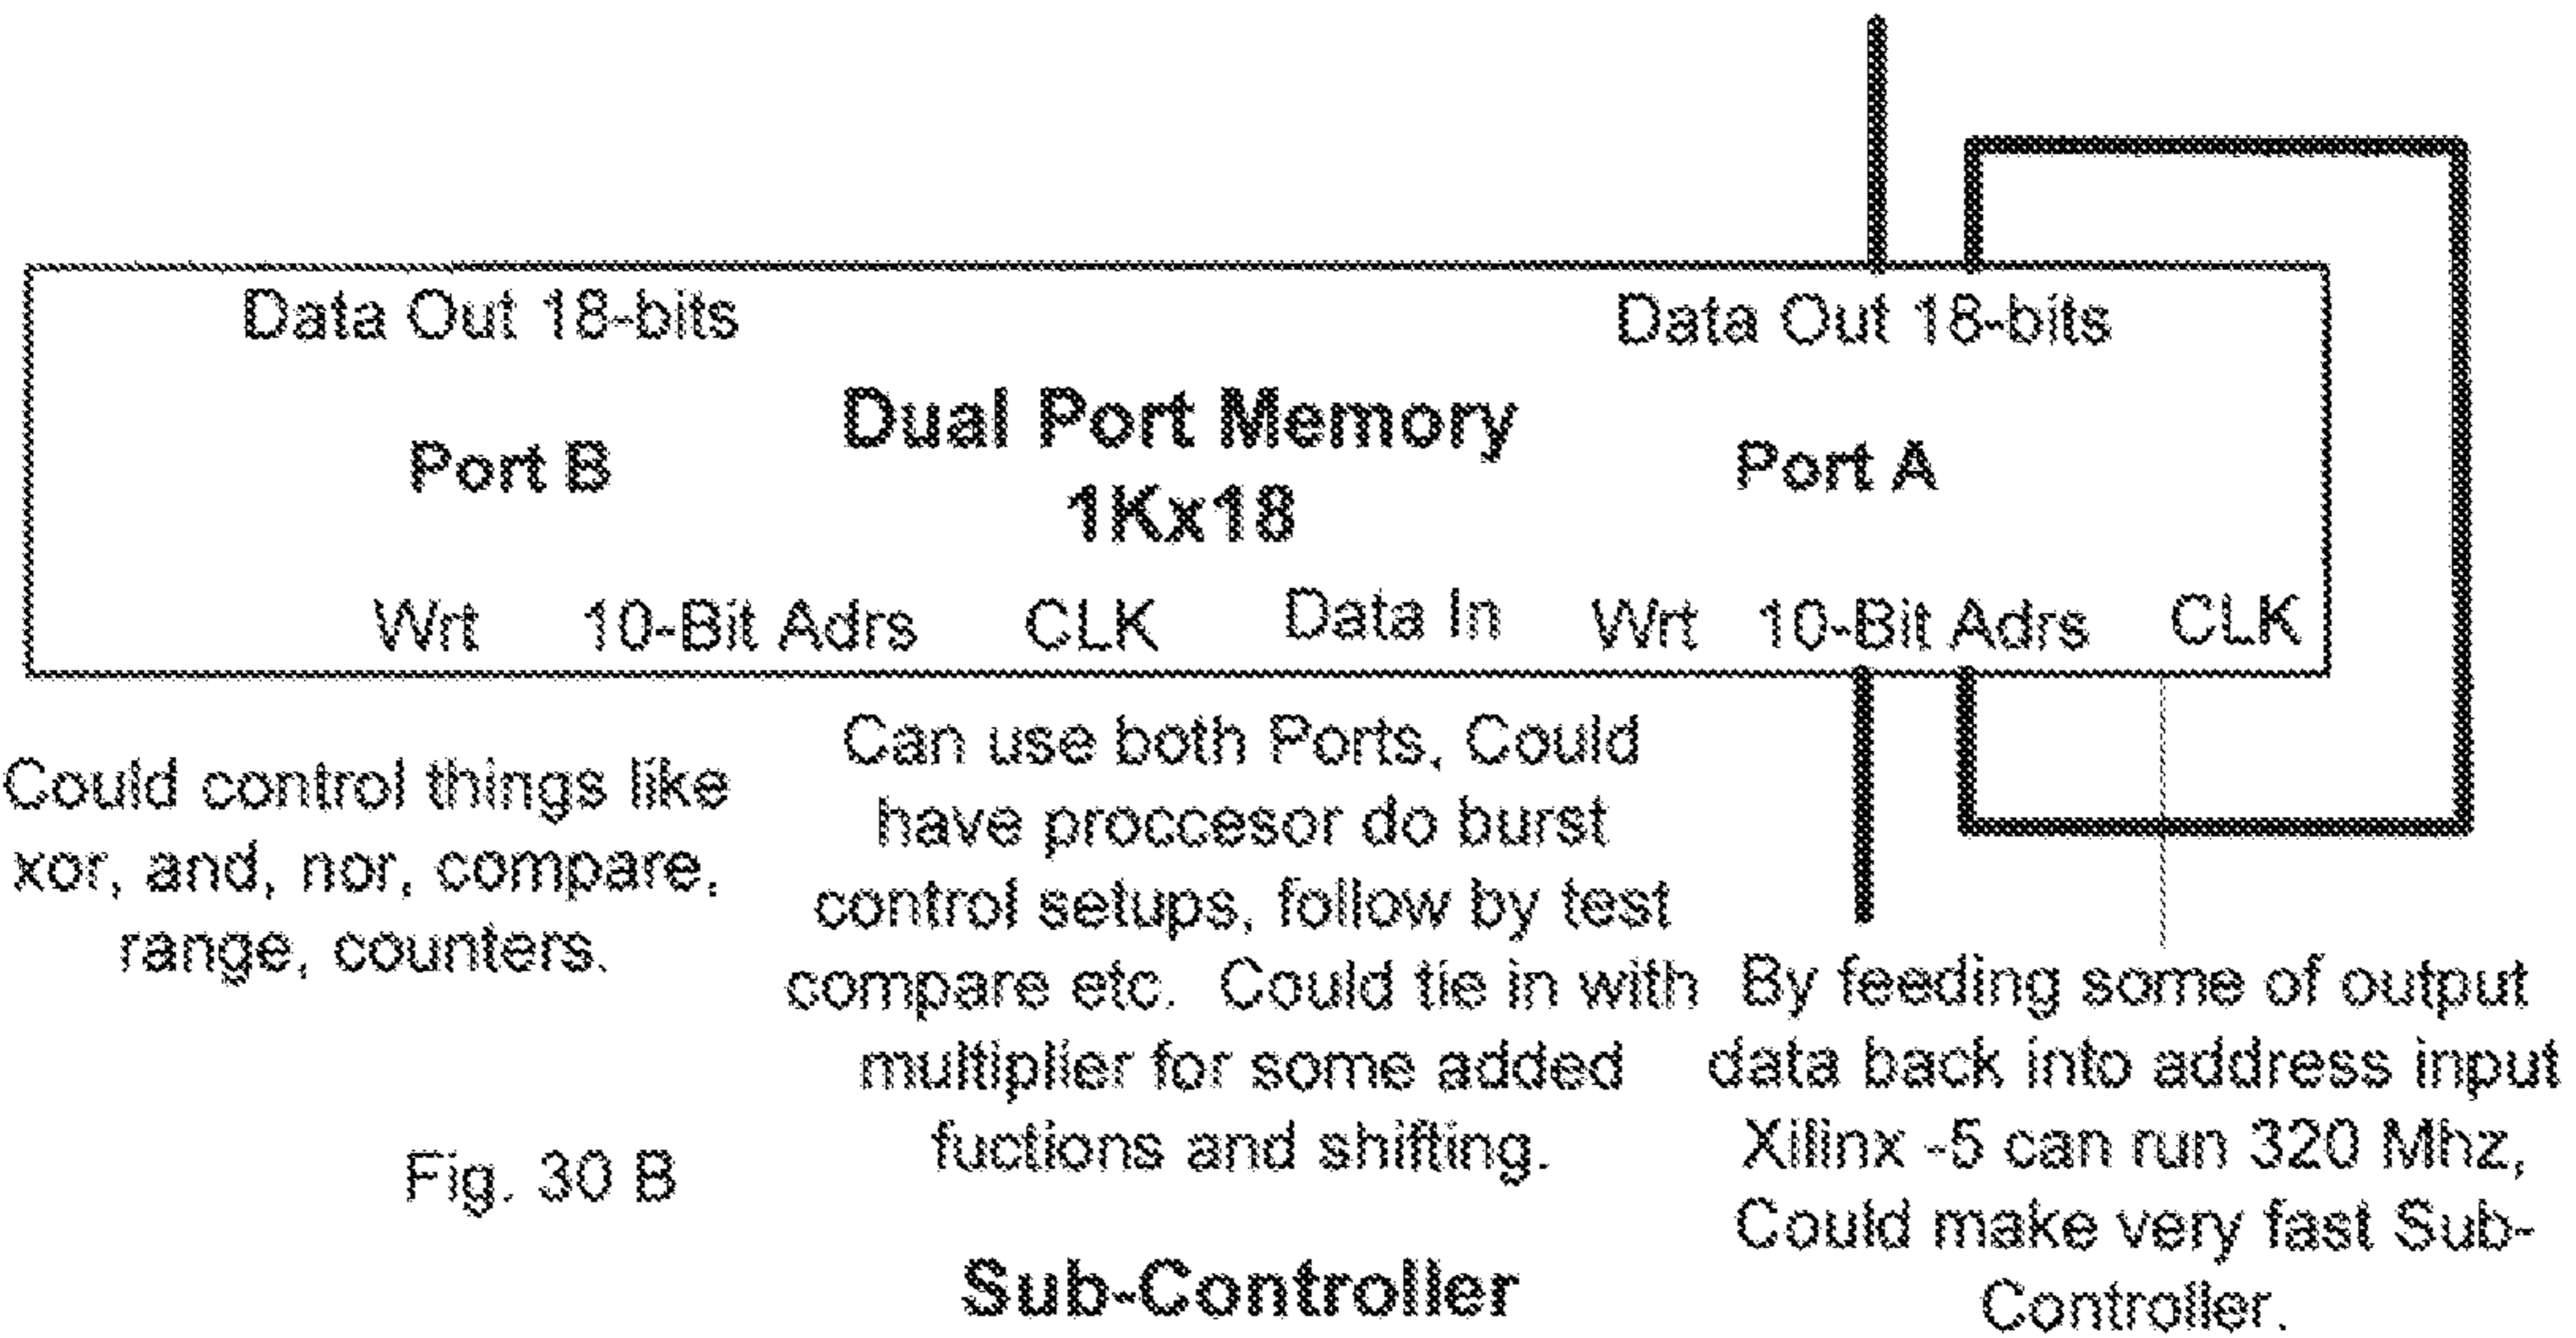 Data Out 18-bits
Data Out 18-bits
Dual Port Memory
1Kx18
Port B
Port A
Wrt 10-Bit Adrs CLK Data In Wrt 10-Bit Adrs CLK
Could control things like
xor, and, nor, compare,
range, counters.
Can use both Ports, Could
have proccesor do burst
control setups, follow by test
compare etc. Could tie in with
multiplier for some added
fuctions and shifting.
By feeding some of output
data back into address input
Xilinx -5 can run 320 Mhz,
Could make very fast Sub-
Controller.
Fig. 30 B
Sub-Controller